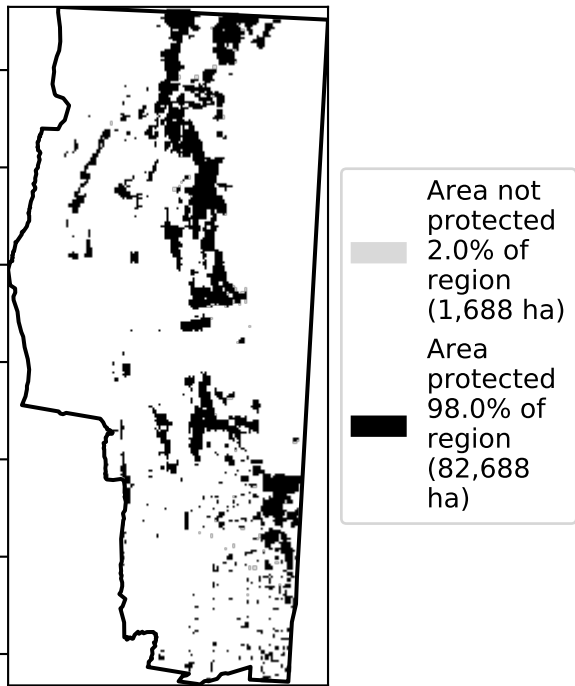 Area not
protected
2.0% of
region
(1,688 ha)
Area
protected
98.0% of
region
(82,688
ha)